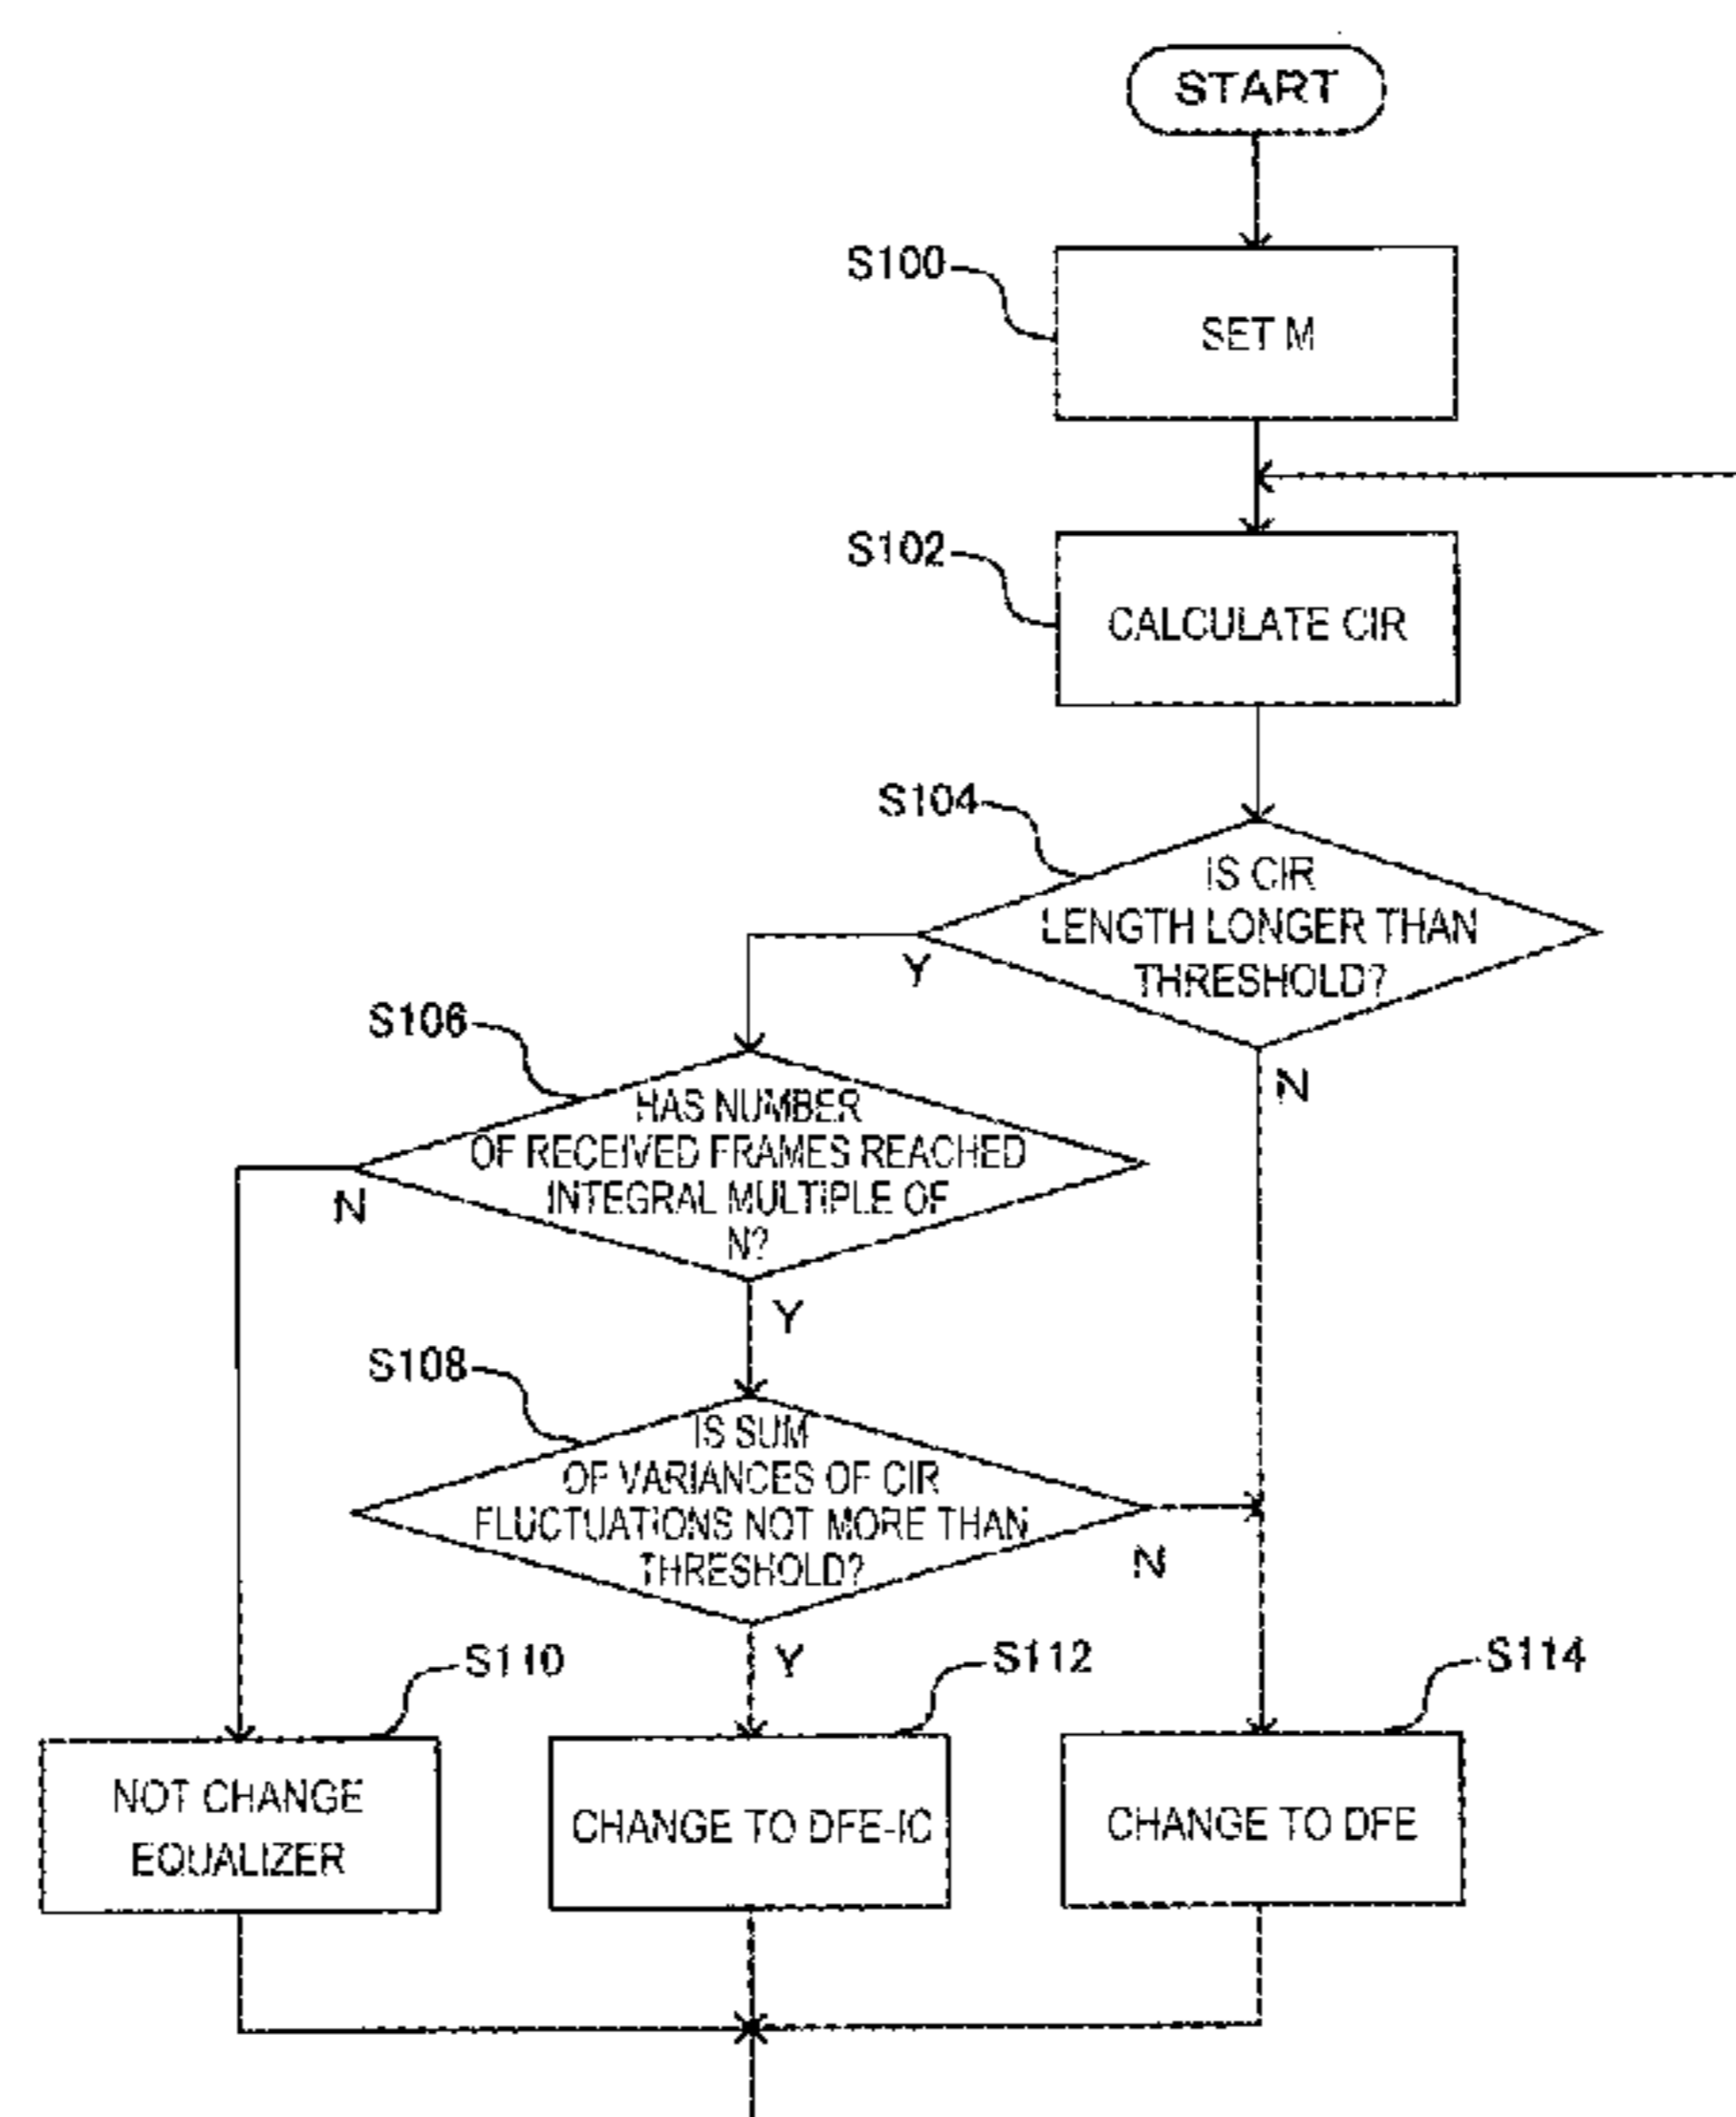 START
S100
SET M
S102
CALCULATE CIR
S104
IS CIR
LENGTH LONGER THAN
THRESHOLD?
Y
N
S106
HAS NUMBER
OF RECEIVED FRAMES REACHED
INTEGRAL MULTIPLE OF
N?
N
Y
S108
IS SUM
OF VARIANCES OF CIR
FLUCTUATIONS NOT MORE THAN
THRESHOLD?
N
Y
S110
NOT CHANGE
EQUALIZER
S112
CHANGE TO DFE-IC
S114
CHANGE TO DFE